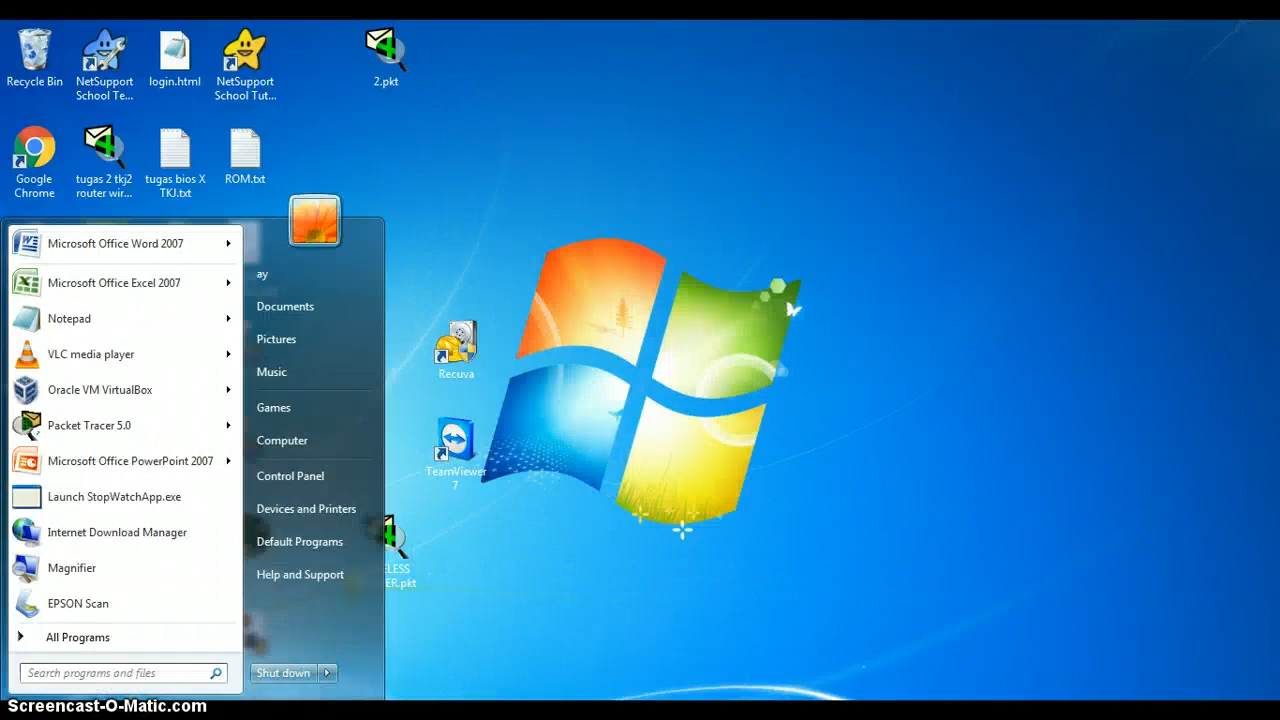 Recycle Bin
NetSupport
School Te...
login.html
NetSupport
School Tut...
2.pkt
Google
Chrome
tugas 2 tkj2
router wir...
tugas bios X
TKJ.txt
ROM.txt
Microsoft Office Word 2007
Microsoft Office Excel 2007
Notepad
VLC media player
Oracle VM VirtualBox
Packet Tracer 5.0
Microsoft Office PowerPoint 2007
Launch StopWatchApp.exe
Internet Download Manager
Magnifier
EPSON Scan
All Programs
Search programs and files
ay
Documents
Pictures
Music
Games
Computer
Control Panel
Devices and Printers
Default Programs
Help and Support
Shut down
Recuva
TeamViewer
7
ELESS
ER.pkt
Screencast-O-Matic.com